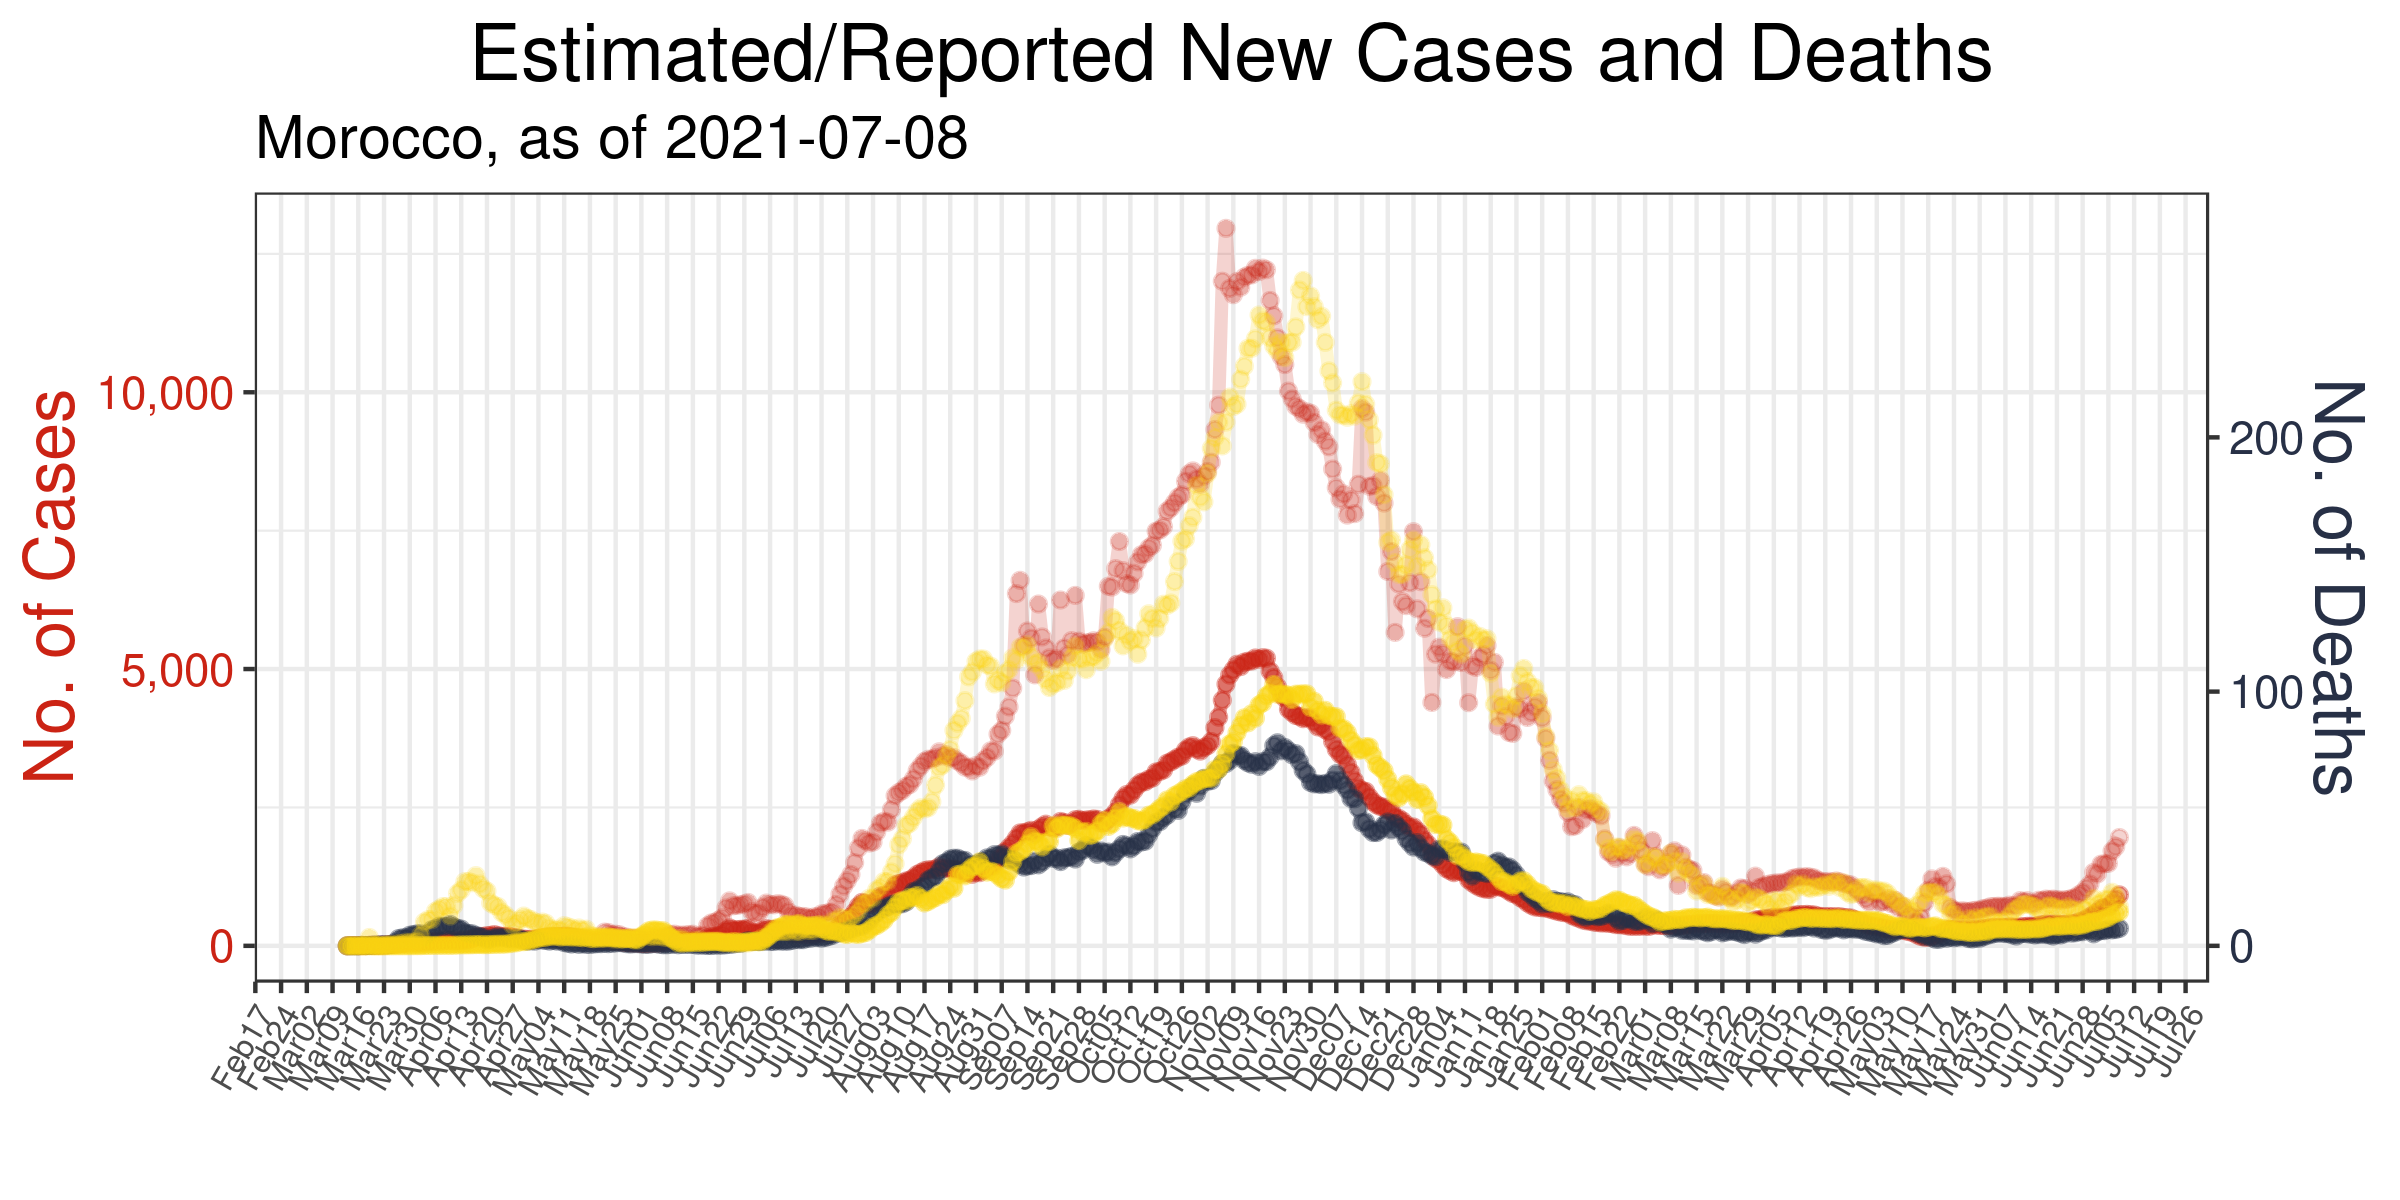 Estimated/Reported New Cases and Deaths
Morocco, as of 2021-07-08
No. of Cases
10,000
5,000
0
No. of Deaths
200
100
0
Feb17
Feb24
Mar02
Mar09
Mar16
Mar23
Mar30
Apr06
Apr13
Apr20
Apr27
May04
May11
May18
May25
Jun01
Jun08
Jun15
Jun22
Jun29
Jul06
Jul13
Jul20
Jul27
Aug03
Aug10
Aug17
Aug24
Aug31
Sep07
Sep14
Sep21
Sep28
Oct05
Oct12
Oct19
Oct26
Nov02
Nov09
Nov16
Nov23
Nov30
Dec07
Dec14
Dec21
Dec28
Jan04
Jan11
Jan18
Jan25
Feb01
Feb08
Feb15
Feb22
Mar01
Mar08
Mar15
Mar22
Mar29
Apr05
Apr12
Apr19
Apr26
May03
May10
May17
May24
May31
Jun07
Jun14
Jun21
Jun28
Jul05
Jul12
Jul19
Jul26